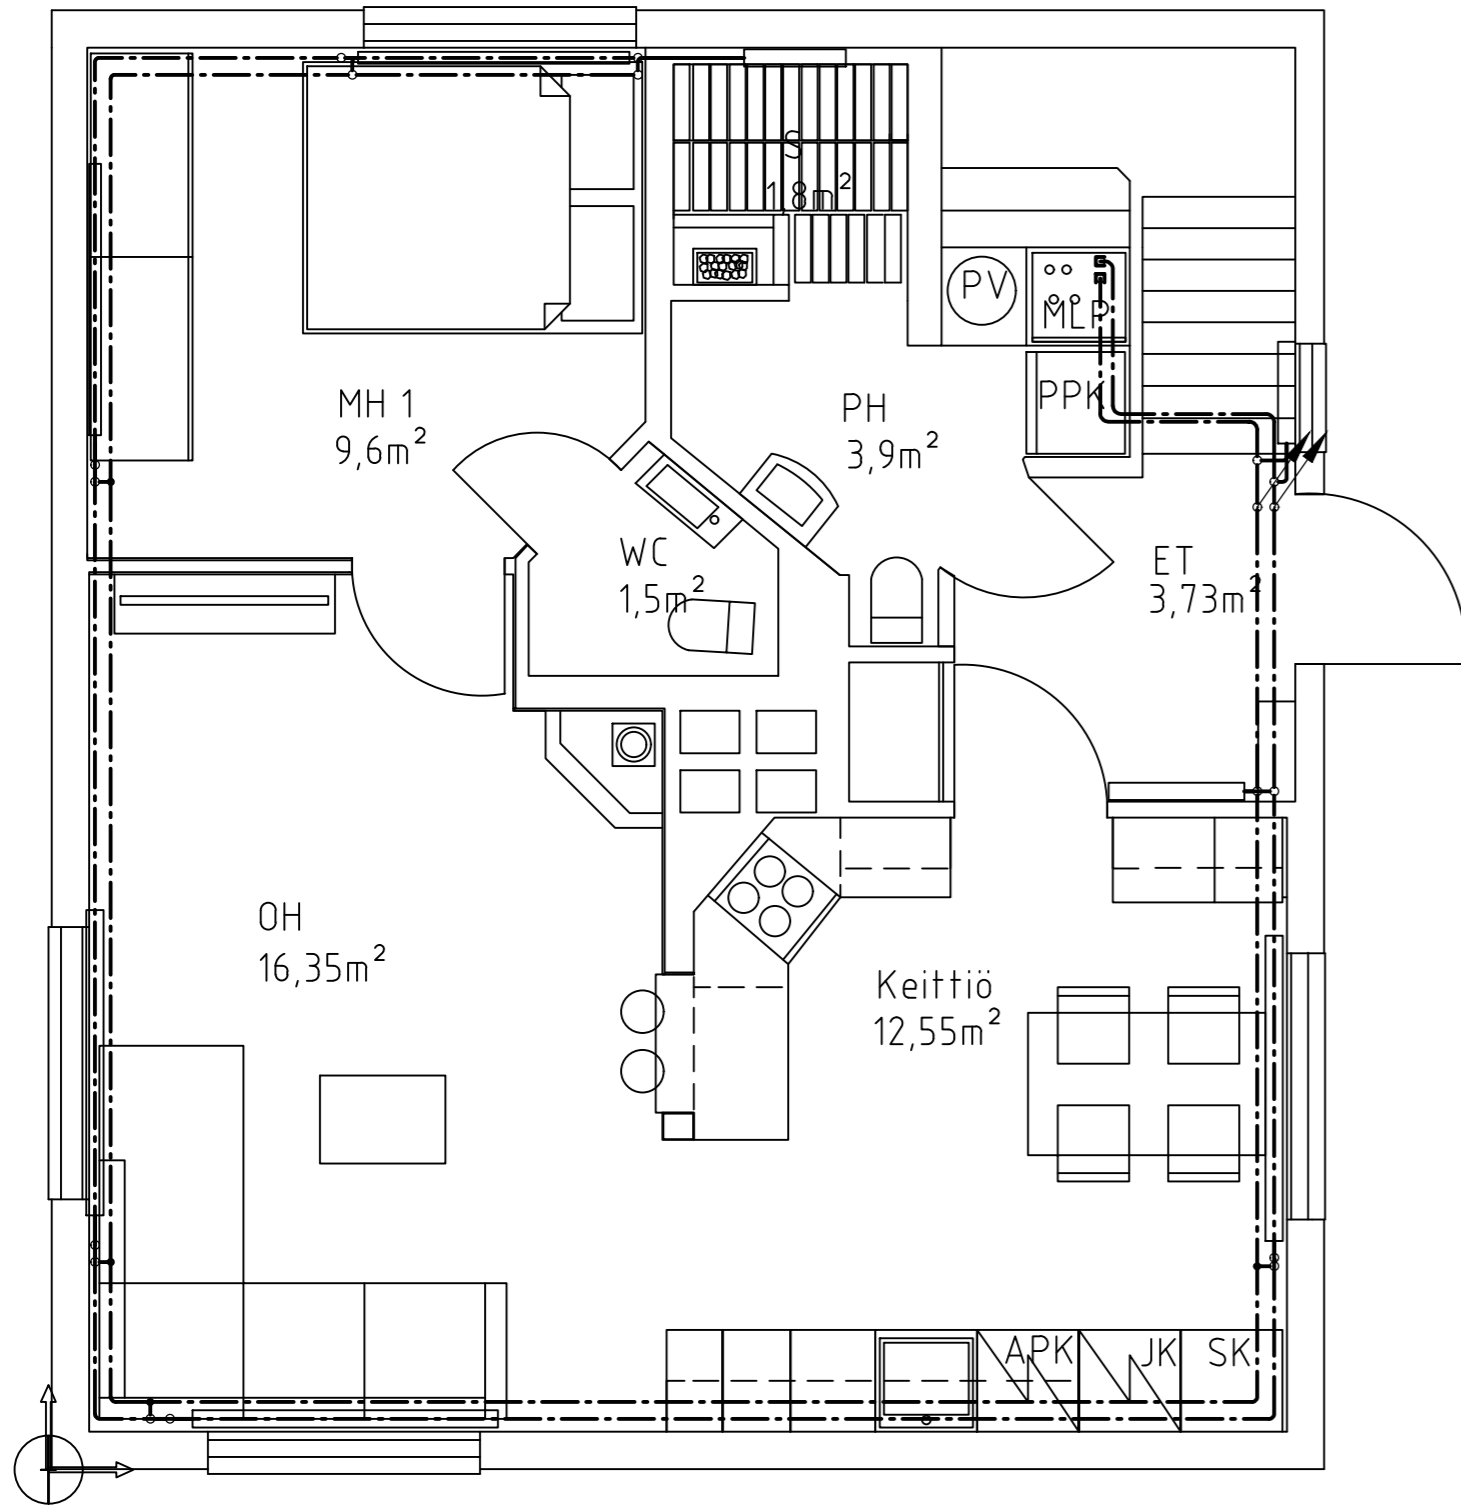 S
1,8m²
PV
MLP
PPK
MH 1
9,6m²
PH
3,9m²
WC
1,5m²
ET
3,73m²
OH
16,35m²
Keittiö
12,55m²
APK
JK
SK